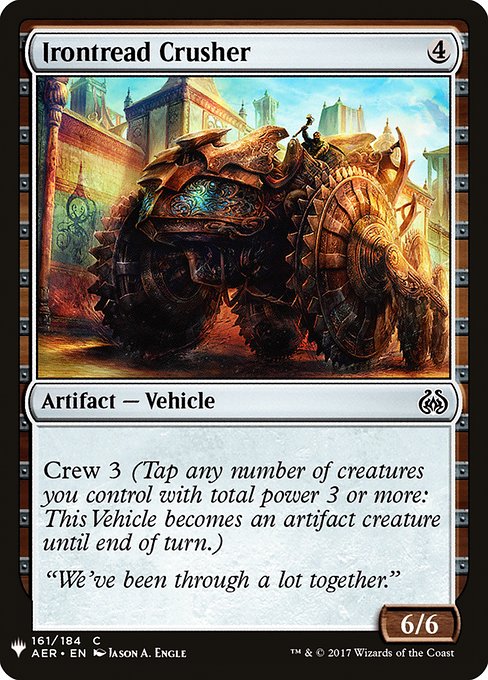 Irontread Crusher
4
Artifact — Vehicle
Crew 3 (Tap any number of creatures
you control with total power 3 or more:
This Vehicle becomes an artifact creature
until end of turn.)
“We’ve been through a lot together.”
6/6
161/184 C
AER • EN Jason A. Engle
™ & © 2017 Wizards of the Coast